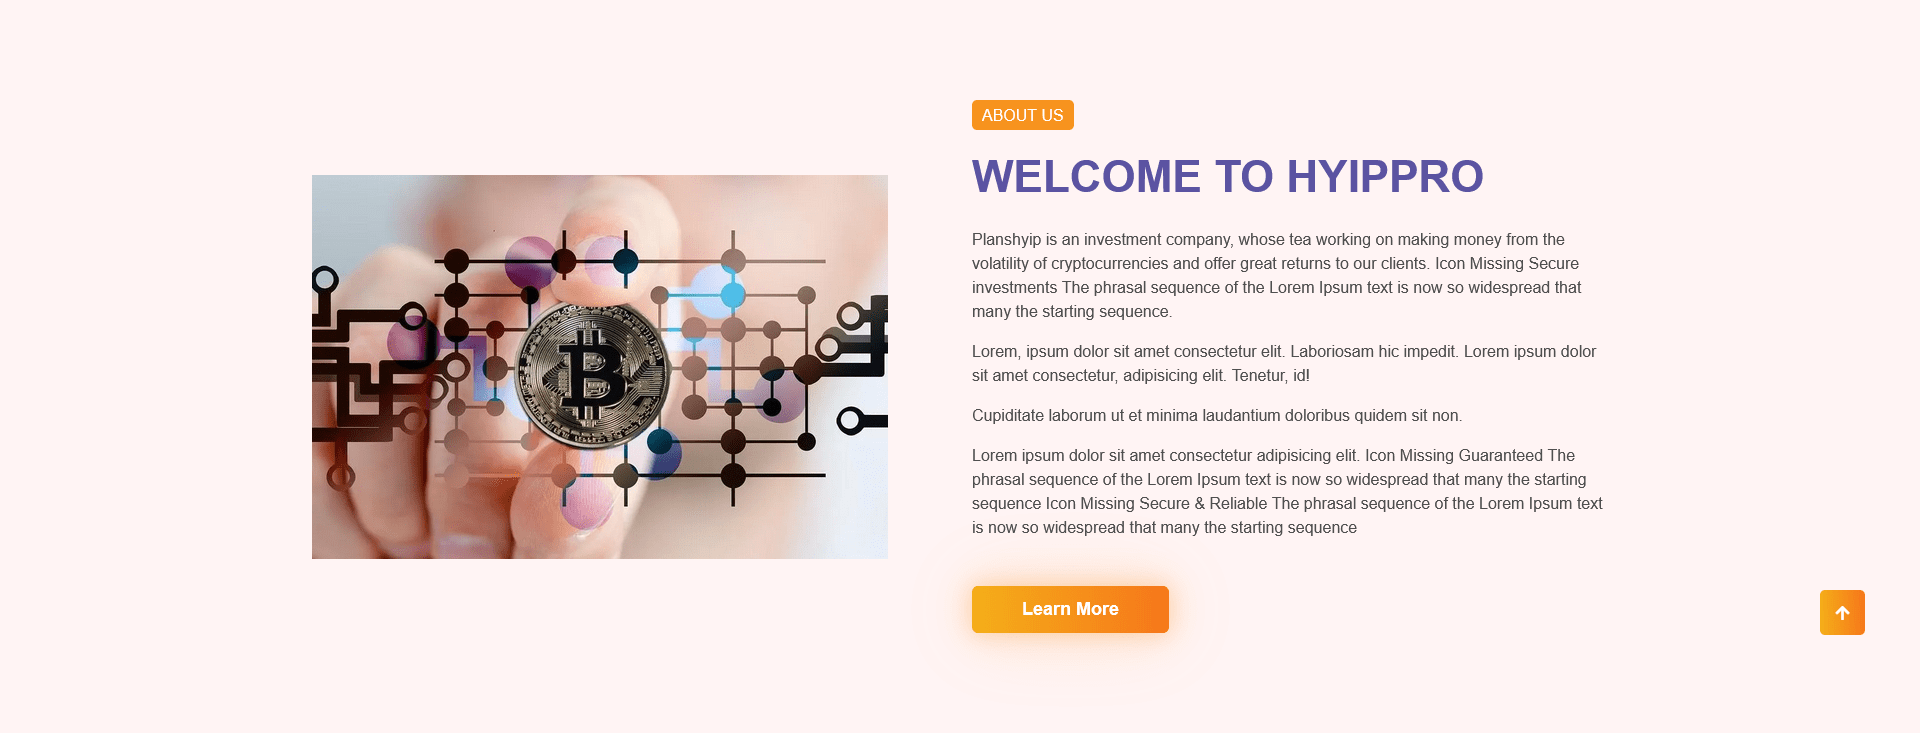 ABOUT US
WELCOME TO HYIPPRO
Planshyip is an investment company, whose tea working on making money from the
volatility of cryptocurrencies and offer great returns to our clients. Icon Missing Secure
investments The phrasal sequence of the Lorem Ipsum text is now so widespread that
many the starting sequence.
Lorem, ipsum dolor sit amet consectetur elit. Laboriosam hic impedit. Lorem ipsum dolor
sit amet consectetur, adipisicing elit. Tenetur, id!
Cupiditate laborum ut et minima laudantium doloribus quidem sit non.
Lorem ipsum dolor sit amet consectetur adipisicing elit. Icon Missing Guaranteed The
phrasal sequence of the Lorem Ipsum text is now so widespread that many the starting
sequence Icon Missing Secure & Reliable The phrasal sequence of the Lorem Ipsum text
is now so widespread that many the starting sequence
Learn More